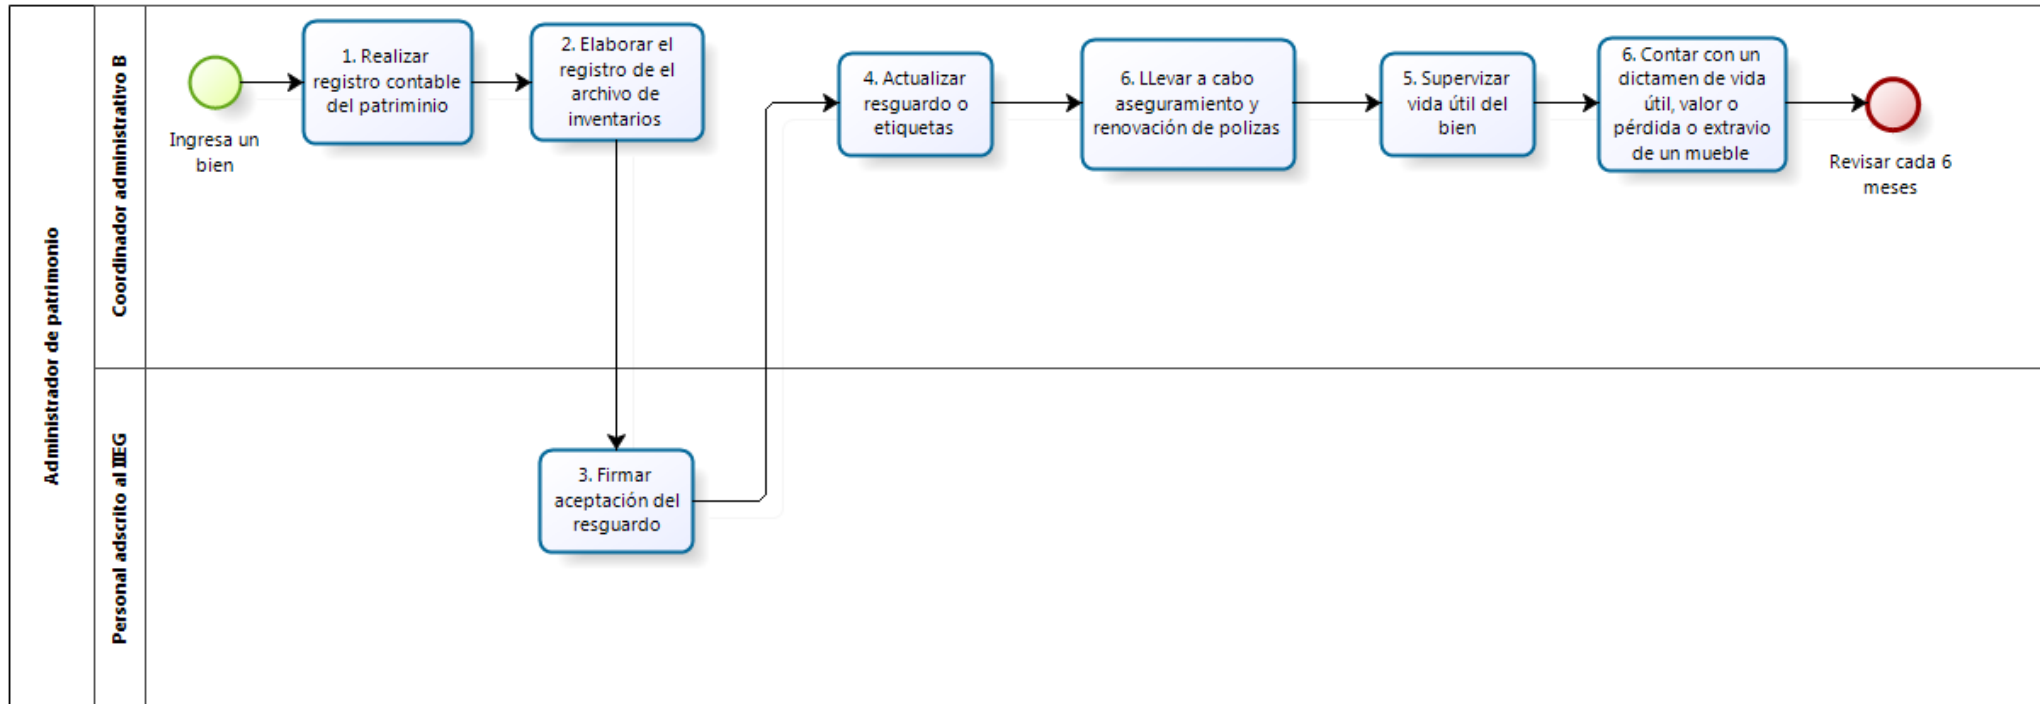 Administrador de patrimonio
Coordinador administrativo B
Ingresa un
bien
1. Realizar
registro contable
del patriminio
2. Elaborar el
registro de el
archivo de
inventarios
4. Actualizar
resguardo o
etiquetas
6. LLevar a cabo
aseguramiento y
renovación de polizas
5. Supervizar
vida útil del
bien
6. Contar con un
dictamen de vida
útil, valor o
pérdida o extravio
de un mueble
Revisar cada 6
meses
Personal adscrito al IIEG
3. Firmar
aceptación del
resguardo